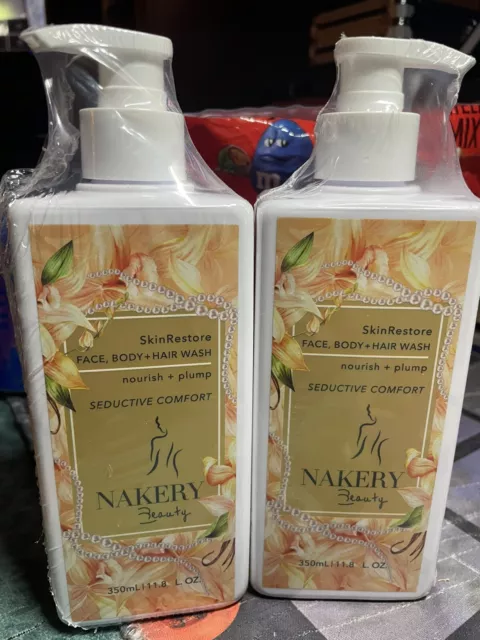 SkinRestore
FACE, BODY+HAIR WASH
nourish + plump
SEDUCTIVE COMFORT
NAKERY
Beauty
350mL|11.8 L. OZ.
SkinRestore
FACE, BODY+HAIR WASH
nourish + plump
SEDUCTIVE COMFORT
NAKERY
Beauty
350mL|11.8 L. OZ.
m
MIX